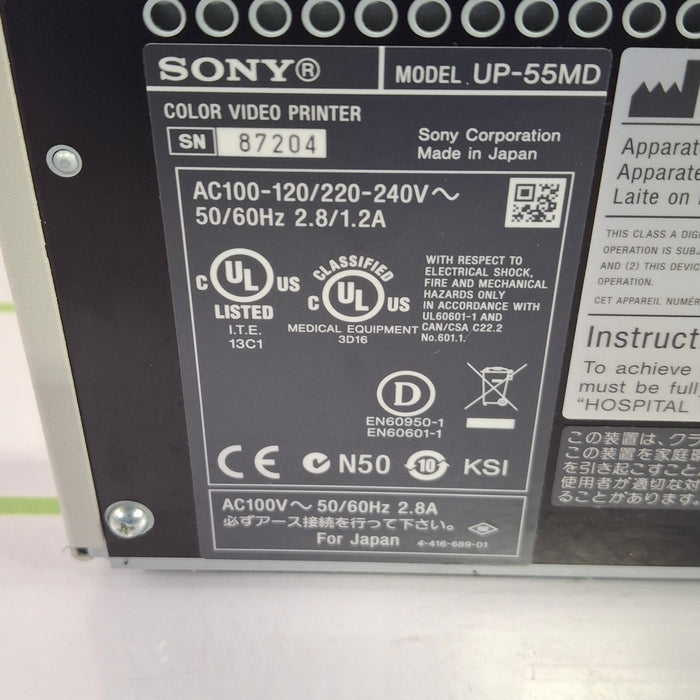 SONY®
MODEL UP-55MD
COLOR VIDEO PRINTER
SN 87204
Sony Corporation
Made in Japan
AC100-120/220-240V～
50/60Hz 2.8/1.2A
C UL US
LISTED
I.T.E.
13C1
CLASSIFIED
C UL US
MEDICAL EQUIPMENT
3D16
WITH RESPECT TO
ELECTRICAL SHOCK,
FIRE AND MECHANICAL
HAZARDS ONLY
IN ACCORDANCE WITH
UL60601-1 AND
CAN/CSA C22.2
No.601.1.
D
EN60950-1
EN60601-1
CE N50 10 KSI
AC100V～ 50/60Hz 2.8A
必ずアース接続を行って下さい。
For Japan 4-416-689-01
Apparat
Apparate
Laite on
THIS CLASS A DIG
OPERATION IS SUBJ
AND (2) THIS DEVIC
OPERATION.
CET APPAREIL NUMÉR
Instruct
To achieve
must be full
"HOSPITAL
この装置は、クラ
この装置を家庭
を引き起こすこと
使用者が適切な対
ることがあります